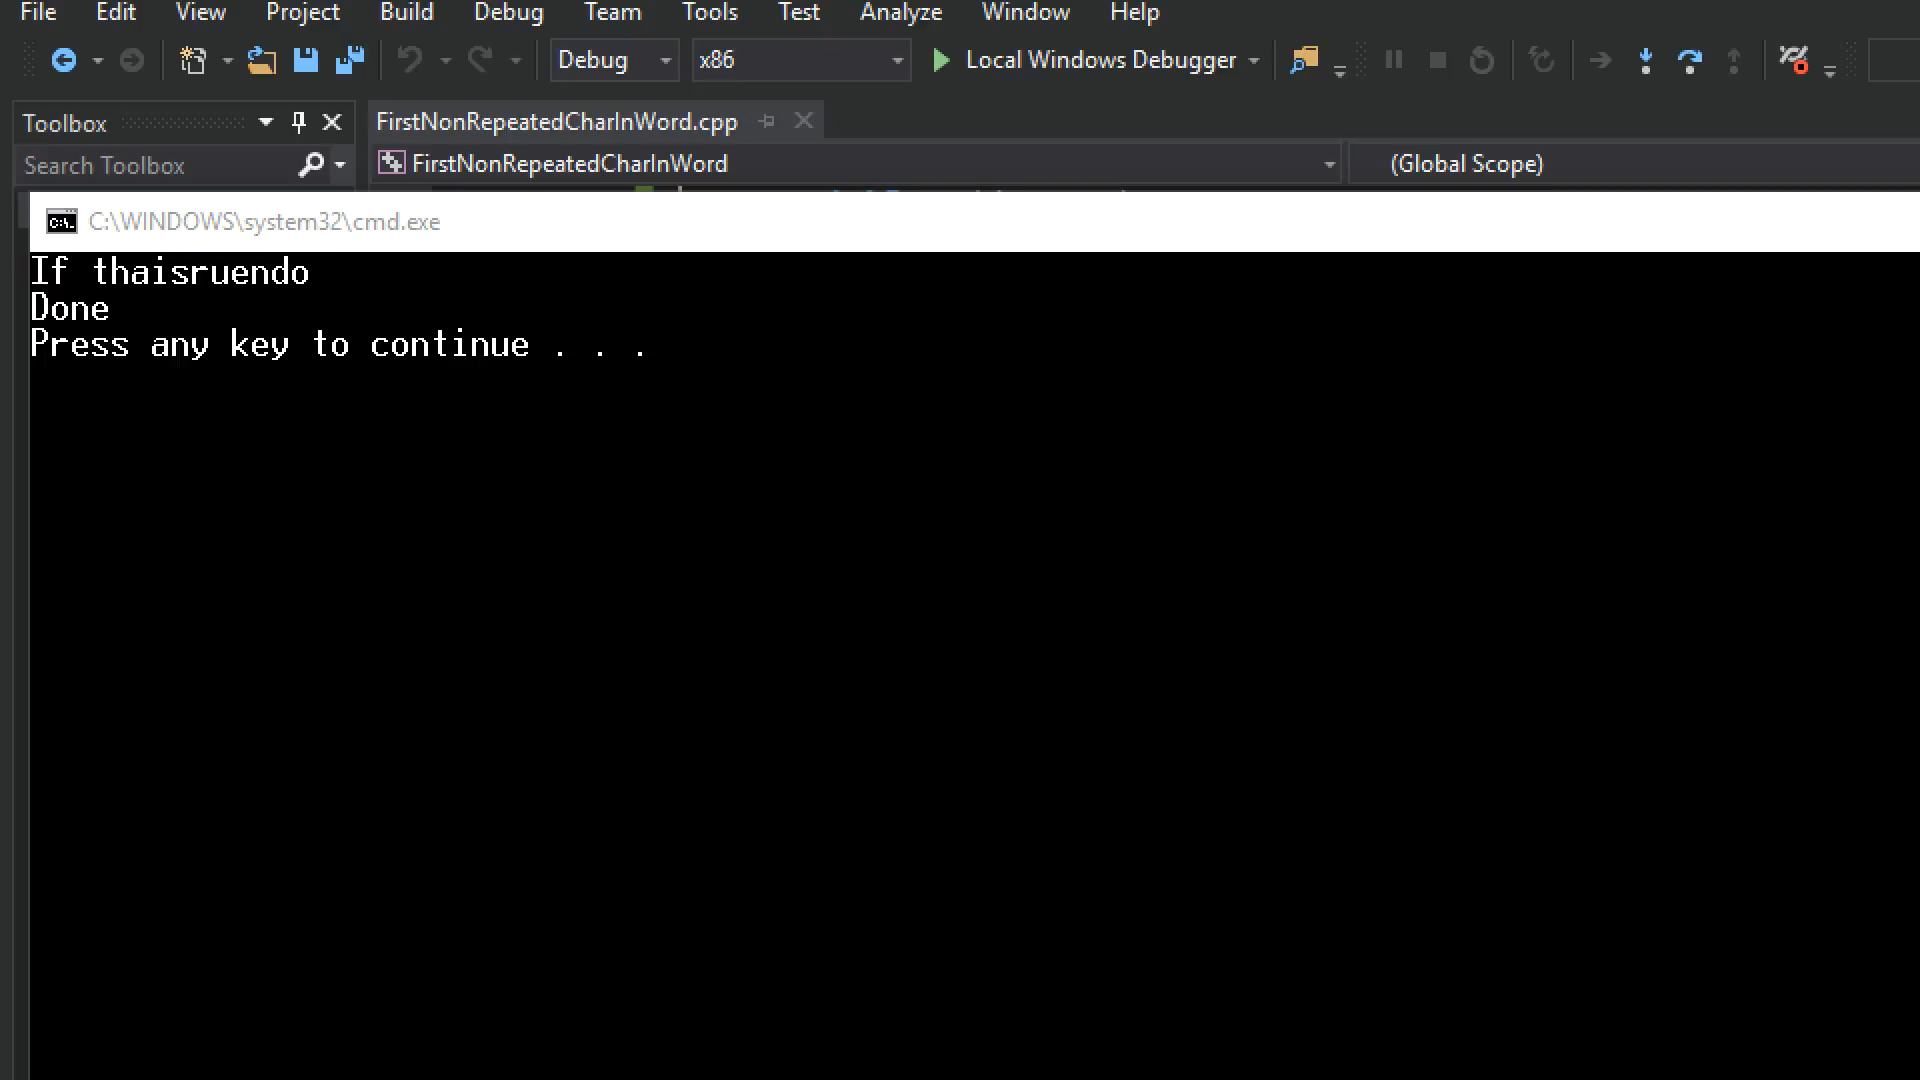 File Edit View Project Build Debug Team Tools Test Analyze Window Help
Debug x86 Local Windows Debugger
Toolbox FirstNonRepeatedCharInWord.cpp
Search Toolbox FirstNonRepeatedCharInWord (Global Scope)
C:\WINDOWS\system32\cmd.exe
If thaisruendo
Done
Press any key to continue . . .